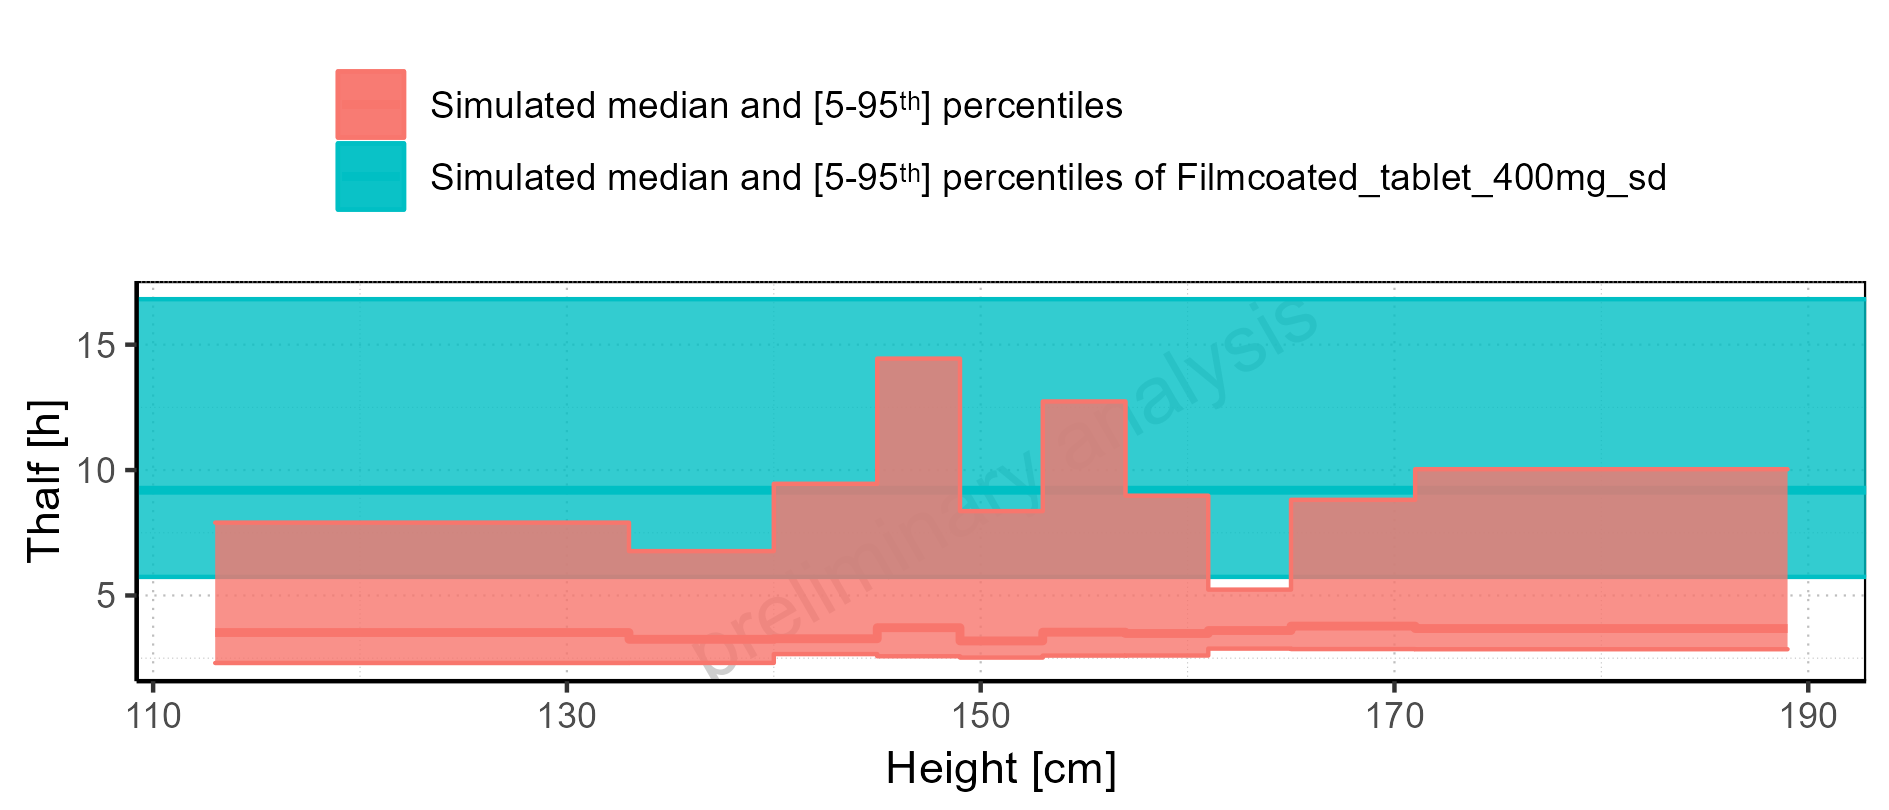 Simulated median and [5-95th] percentiles
Simulated median and [5-95th] percentiles of Filmcoated_tablet_400mg_sd
preliminary analysis
Thalf [h]
15
10
5
110 130 150 170 190
Height [cm]